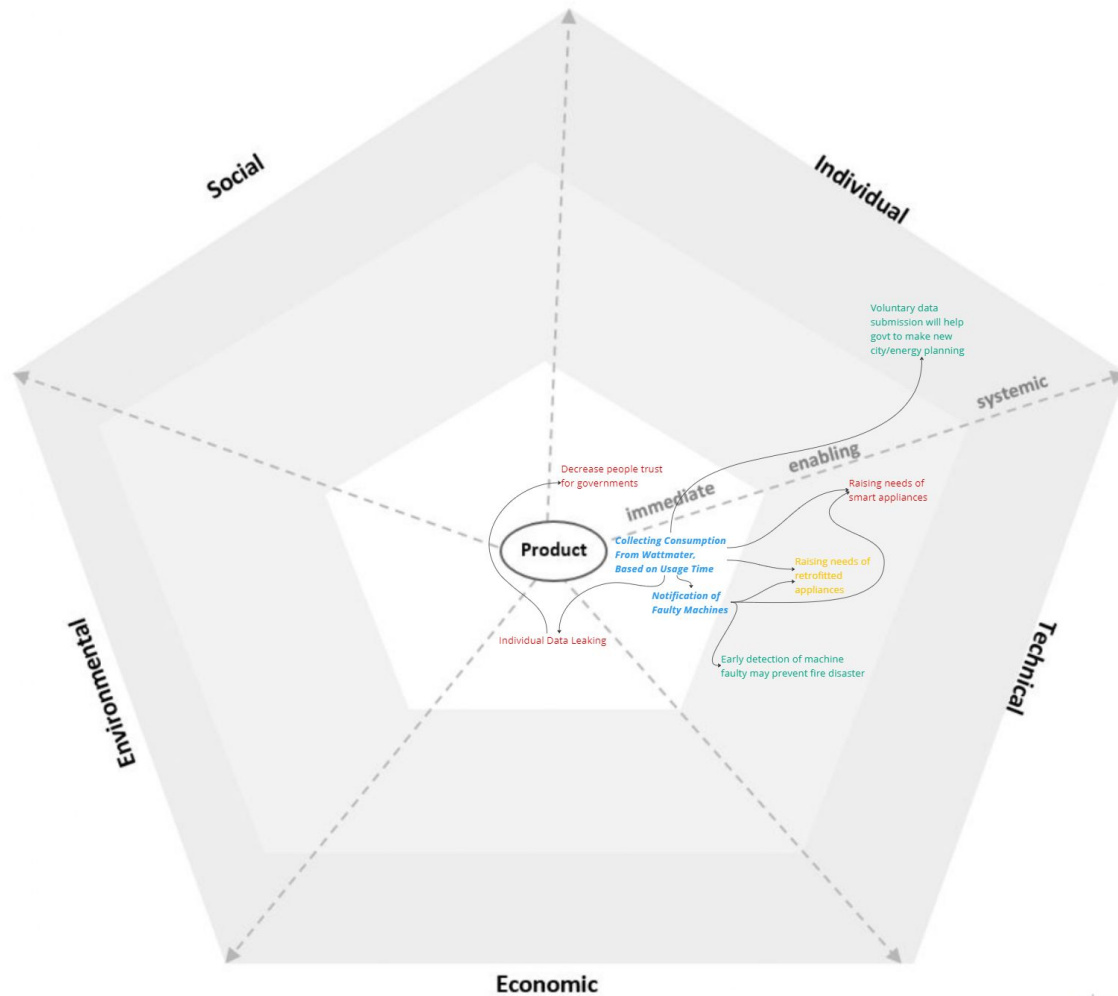 Social
Individual
Voluntary data
submission will help
govt to make new
city/energy planning
systemic
enabling
immediate
Decrease people trust
for governments
Raising needs of
smart appliances
Product
Collecting Consumption
From Wattmater,
Based on Usage Time
Raising needs of
retrofitted
appliances
Notification of
Faulty Machines
Individual Data Leaking
Early detection of machine
faulty may prevent fire disaster
Environmental
Technical
Economic